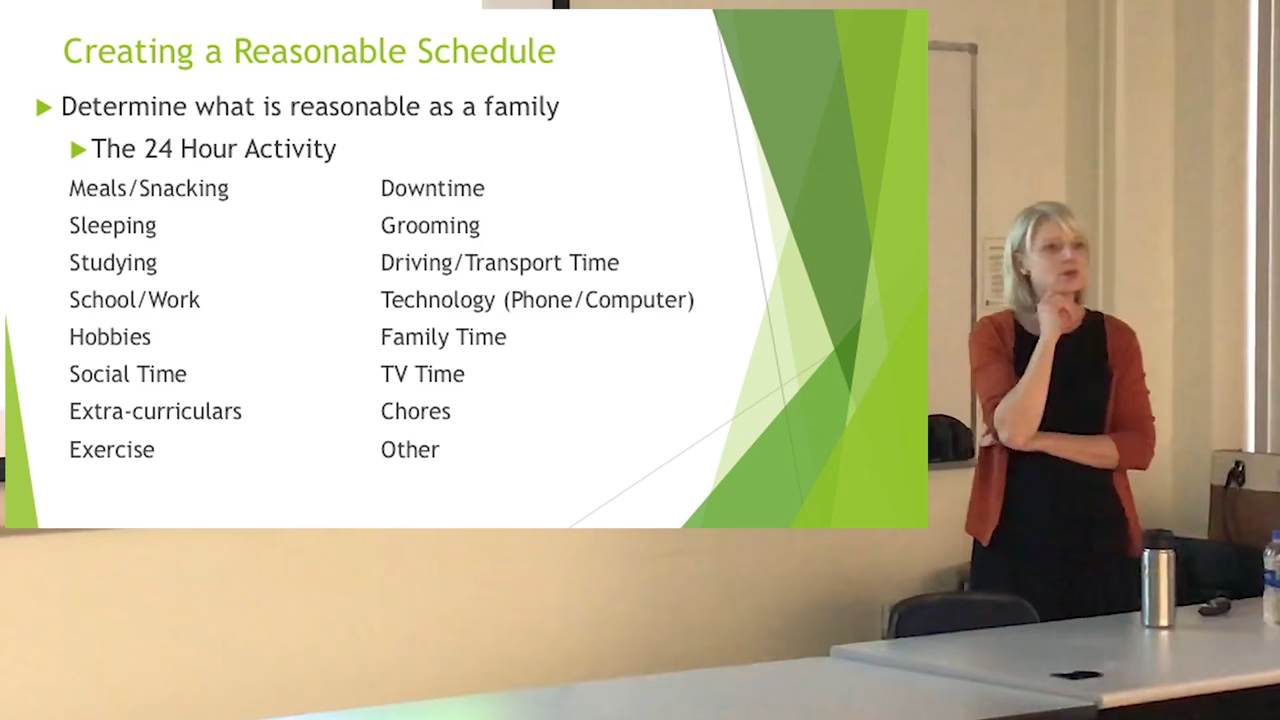 Creating a Reasonable Schedule
Determine what is reasonable as a family
The 24 Hour Activity
Meals/Snacking
Sleeping
Studying
School/Work
Hobbies
Social Time
Extra-curriculars
Exercise
Downtime
Grooming
Driving/Transport Time
Technology (Phone/Computer)
Family Time
TV Time
Chores
Other